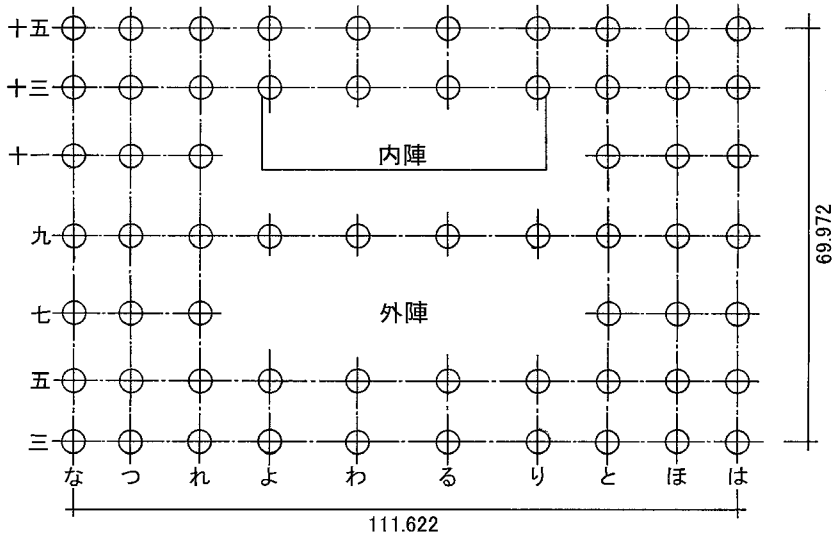 十五
十三
内陣
十一
九
69.972
七
外陣
五
三
な つ れ よ わ る り と ほ は
111.622